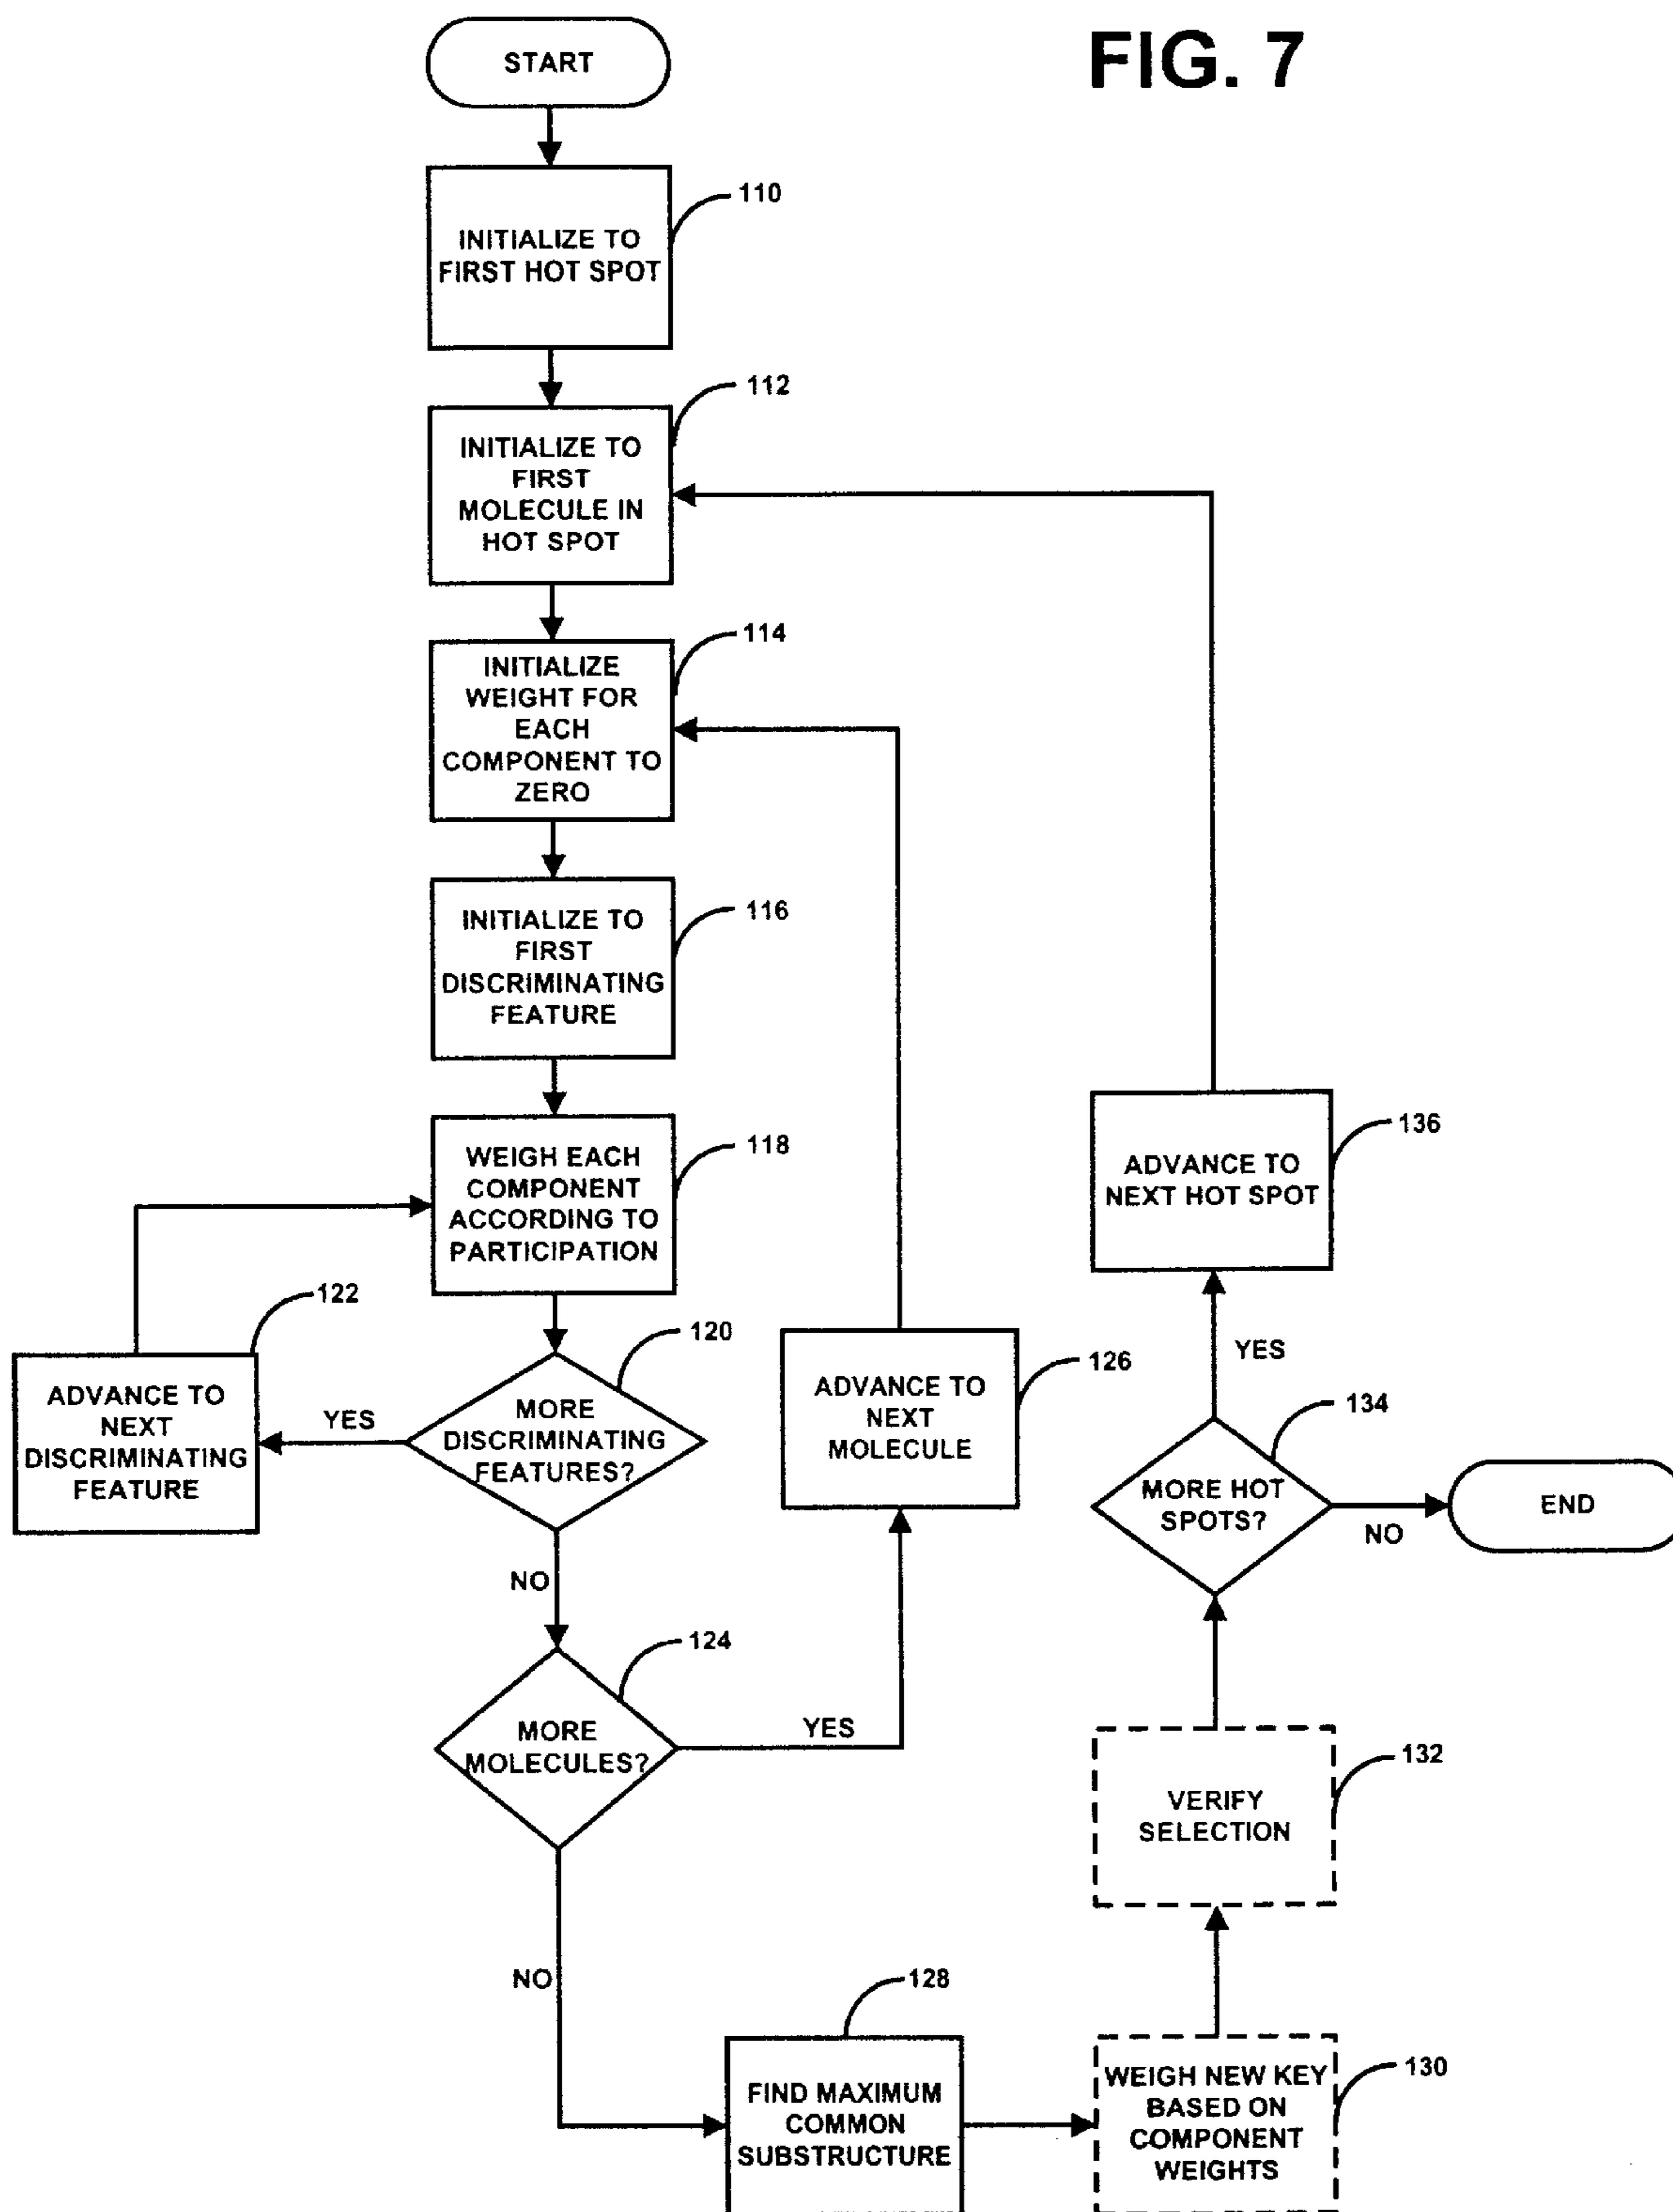 FIG. 7
START
110
INITIALIZE TO
FIRST HOT SPOT
112
INITIALIZE TO
FIRST
MOLECULE IN
HOT SPOT
114
INITIALIZE
WEIGHT FOR
EACH
COMPONENT TO
ZERO
116
INITIALIZE TO
FIRST
DISCRIMINATING
FEATURE
118
WEIGH EACH
COMPONENT
ACCORDING TO
PARTICIPATION
120
MORE
DISCRIMINATING
FEATURES?
YES
122
ADVANCE TO
NEXT
DISCRIMINATING
FEATURE
NO
124
MORE
MOLECULES?
YES
126
ADVANCE TO
NEXT
MOLECULE
NO
128
FIND MAXIMUM
COMMON
SUBSTRUCTURE
130
WEIGH NEW KEY
BASED ON
COMPONENT
WEIGHTS
132
VERIFY
SELECTION
134
MORE HOT
SPOTS?
YES
136
ADVANCE TO
NEXT HOT SPOT
NO
END